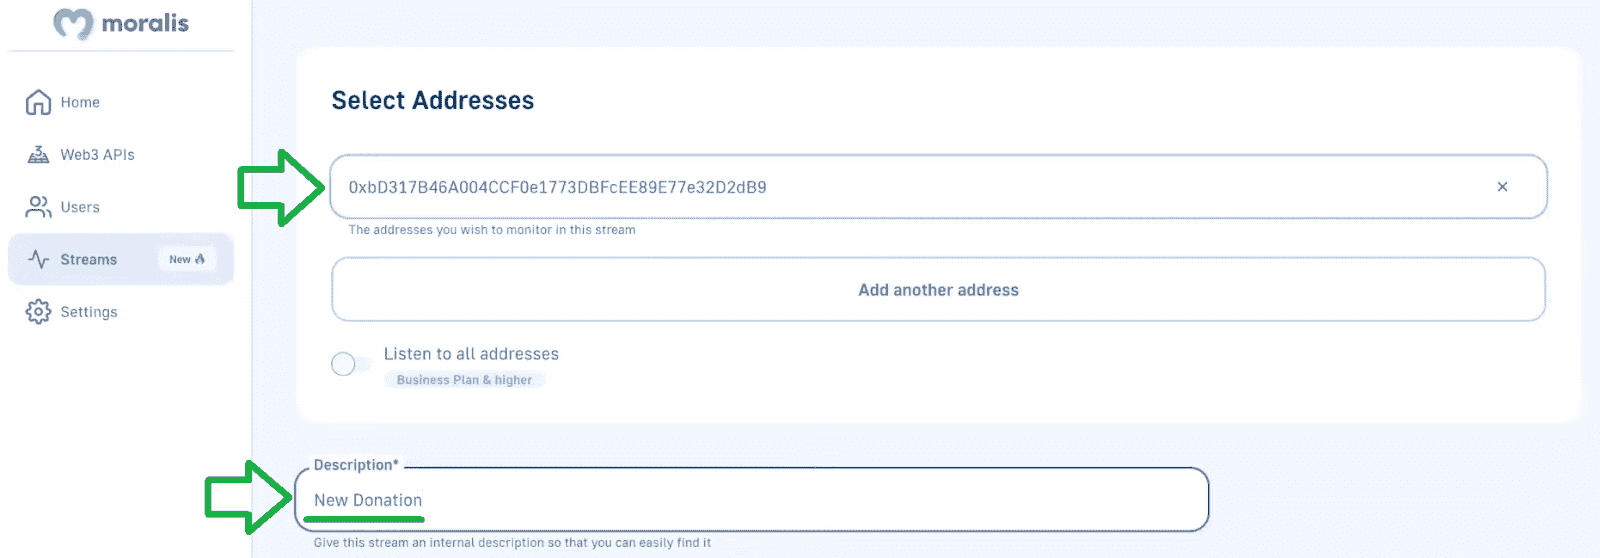 moralis
Home
Web3 APIs
Users
Streams New
Settings
Select Addresses
0xbD317B46A004CCF0e1773DBFcEE89E77e32D2dB9
The addresses you wish to monitor in this stream
Add another address
Listen to all addresses
Business Plan & higher
Description*
New Donation
Give this stream an internal description so that you can easily find it